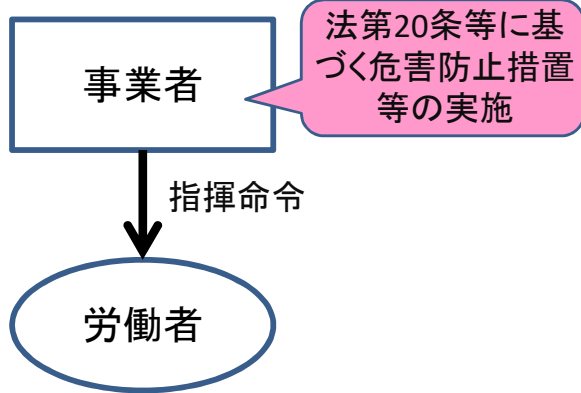 法第20条等に基
づく危害防止措置
等の実施
事業者
指揮命令
労働者